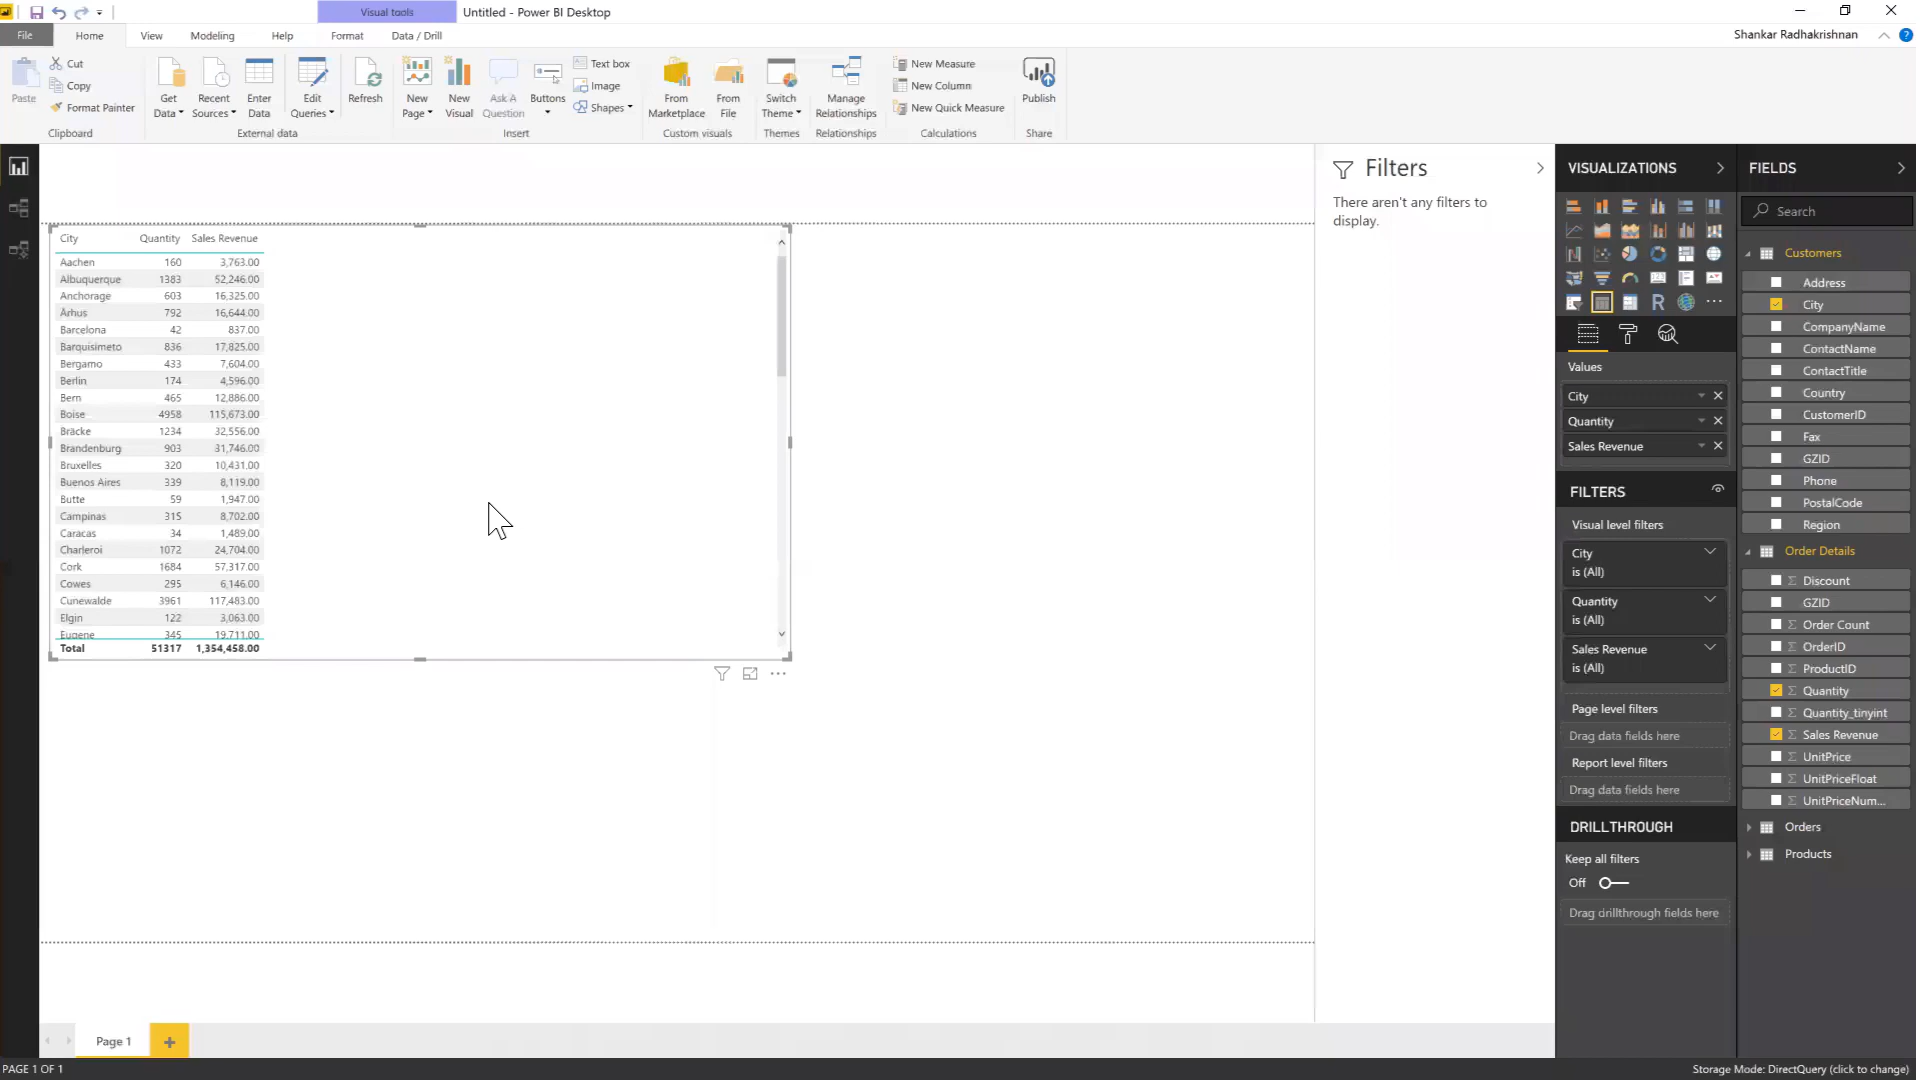 Visual tools
Untitled - Power BI Desktop
File
Home
View
Modeling
Help
Format
Data / Drill
Shankar Radhakrishnan
Paste
Cut
Copy
Format Painter
Clipboard
Get Data
Recent Sources
Enter Data
External data
Edit Queries
Refresh
New Page
New Visual
Ask A Question
Buttons
Text box
Image
Shapes
Insert
From Marketplace
From File
Custom visuals
Switch Theme
Themes
Manage Relationships
Relationships
New Measure
New Column
New Quick Measure
Calculations
Publish
Share
City Quantity Sales Revenue
Aachen 160 3,763.00
Albuquerque 1383 52,246.00
Anchorage 603 16,325.00
Århus 792 16,644.00
Barcelona 42 837.00
Barquisimeto 836 17,825.00
Bergamo 433 7,604.00
Berlin 174 4,596.00
Bern 465 12,886.00
Boise 4958 115,673.00
Bräcke 1234 32,556.00
Brandenburg 903 31,746.00
Bruxelles 320 10,431.00
Buenos Aires 339 8,119.00
Butte 59 1,947.00
Campinas 315 8,702.00
Caracas 34 1,489.00
Charleroi 1072 24,704.00
Cork 1684 57,317.00
Cowes 295 6,146.00
Cunewalde 3961 117,483.00
Elgin 122 3,063.00
Eugene 345 19,711.00
Total 51317 1,354,458.00
Filters
There aren't any filters to
display.
VISUALIZATIONS
R
Values
City
Quantity
Sales Revenue
FILTERS
Visual level filters
City
is (All)
Quantity
is (All)
Sales Revenue
is (All)
Page level filters
Drag data fields here
Report level filters
Drag data fields here
DRILLTHROUGH
Keep all filters
Off
Drag drillthrough fields here
FIELDS
Search
Customers
Address
City
CompanyName
ContactName
ContactTitle
Country
CustomerID
Fax
GZID
Phone
PostalCode
Region
Order Details
Σ Discount
GZID
Σ Order Count
Σ OrderID
Σ ProductID
Σ Quantity
Σ Quantity_tinyint
Σ Sales Revenue
Σ UnitPrice
Σ UnitPriceFloat
Σ UnitPriceNum...
Orders
Products
Page 1
PAGE 1 OF 1
Storage Mode: DirectQuery (click to change)